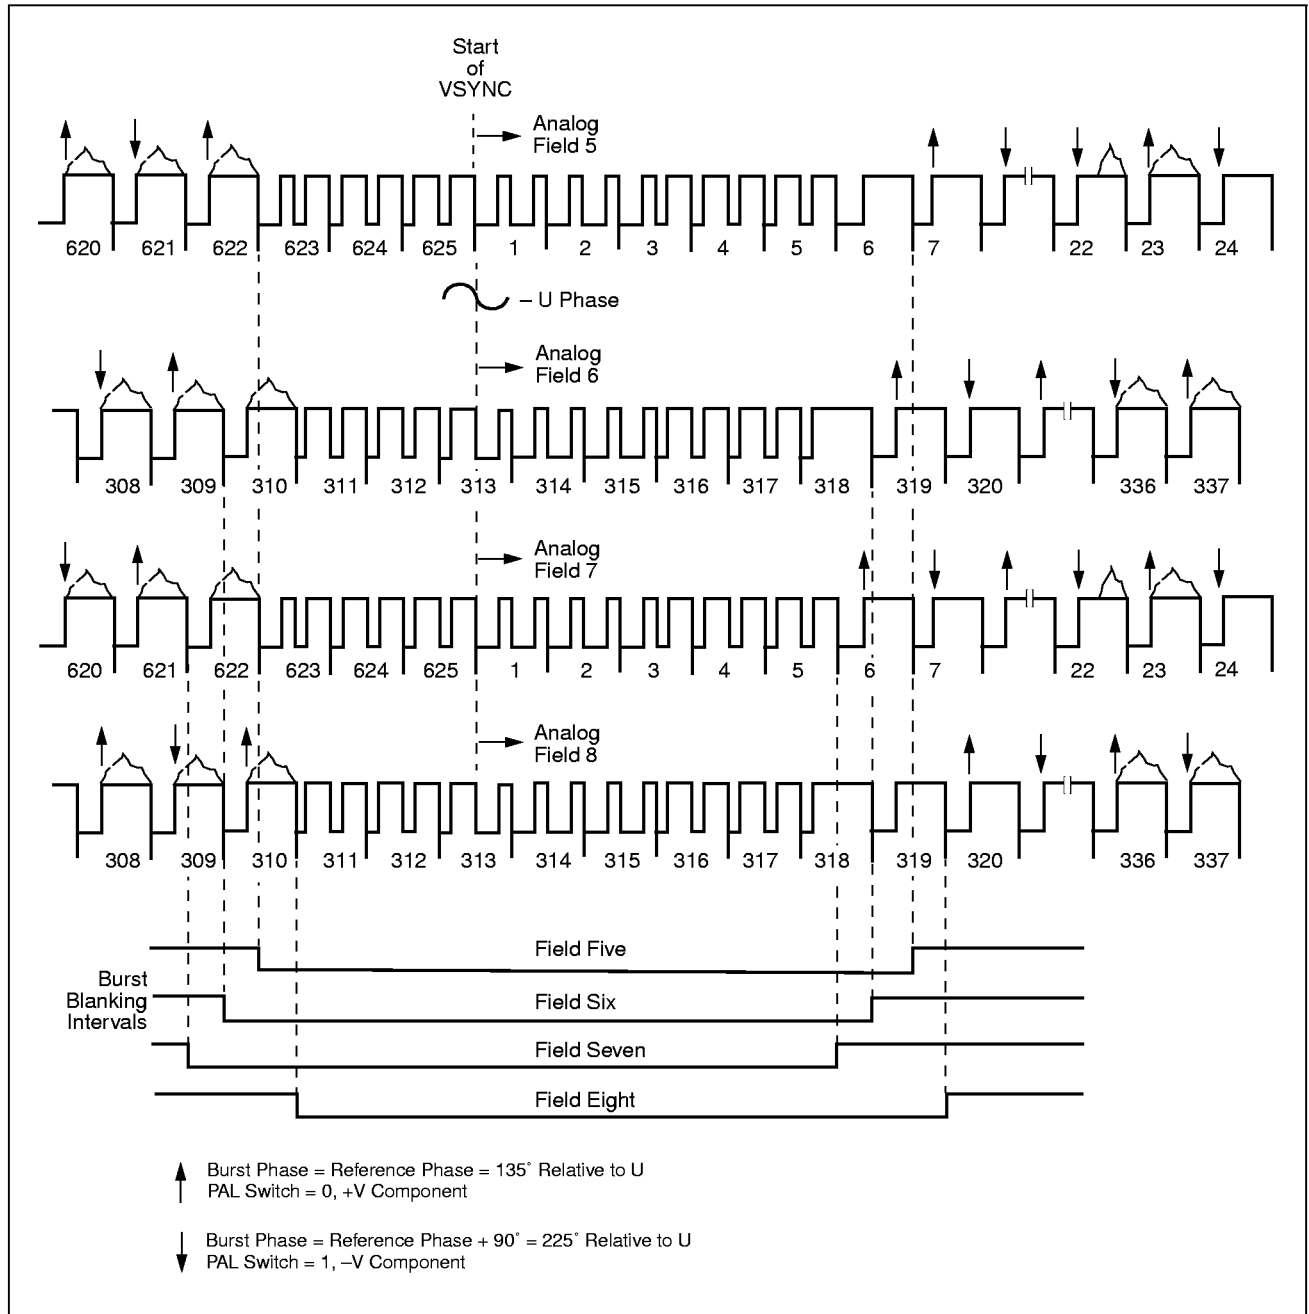 Start
of
VSYNC
Analog
Field 5
620 621 622 623 624 625 1 2 3 4 5 6 7 22 23 24
– U Phase
Analog
Field 6
308 309 310 311 312 313 314 315 316 317 318 319 320 336 337
Analog
Field 7
620 621 622 623 624 625 1 2 3 4 5 6 7 22 23 24
Analog
Field 8
308 309 310 311 312 313 314 315 316 317 318 319 320 336 337
Burst
Blanking
Intervals
Field Five
Field Six
Field Seven
Field Eight
Burst Phase = Reference Phase = 135° Relative to U
PAL Switch = 0, +V Component
Burst Phase = Reference Phase + 90° = 225° Relative to U
PAL Switch = 1, –V Component